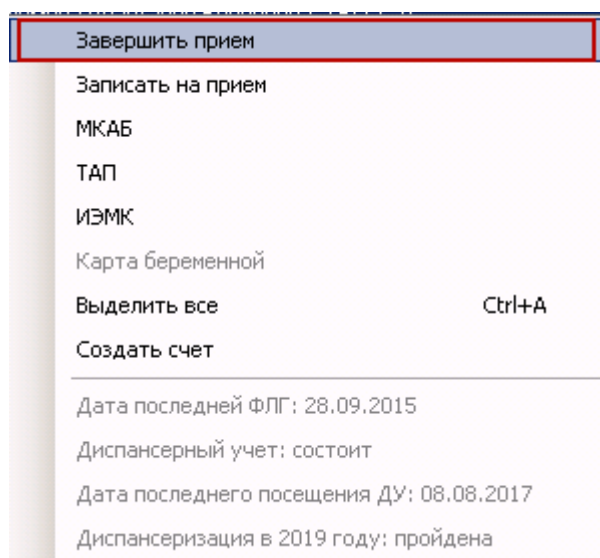 Завершить прием
Записать на прием
МКАБ
ТАП
ИЭМК
Карта беременной
Выделить все Ctrl+A
Создать счет
Дата последней ФЛГ: 28.09.2015
Диспансерный учет: состоит
Дата последнего посещения ДУ: 08.08.2017
Диспансеризация в 2019 году: пройдена